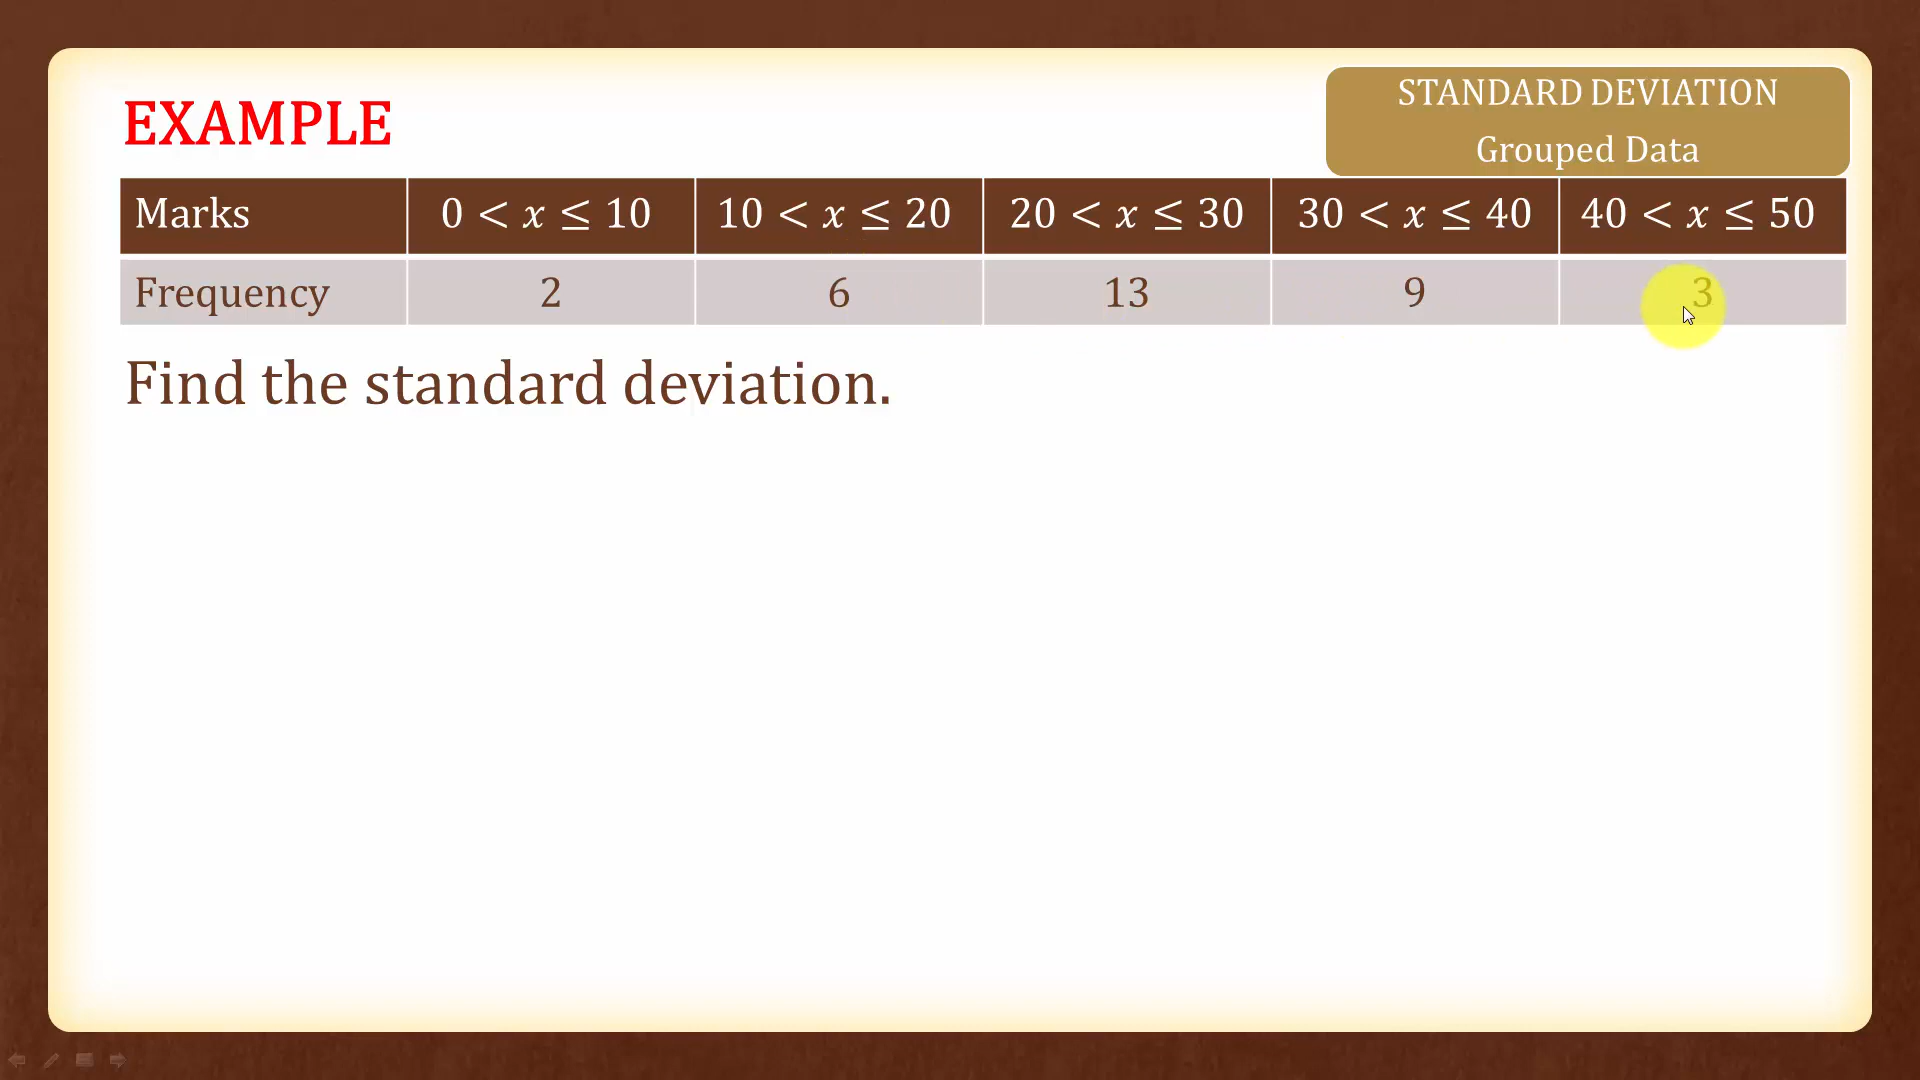 EXAMPLE
STANDARD DEVIATION
Grouped Data
Marks 0 < x ≤ 10 10 < x ≤ 20 20 < x ≤ 30 30 < x ≤ 40 40 < x ≤ 50
Frequency 2 6 13 9 3
Find the standard deviation.